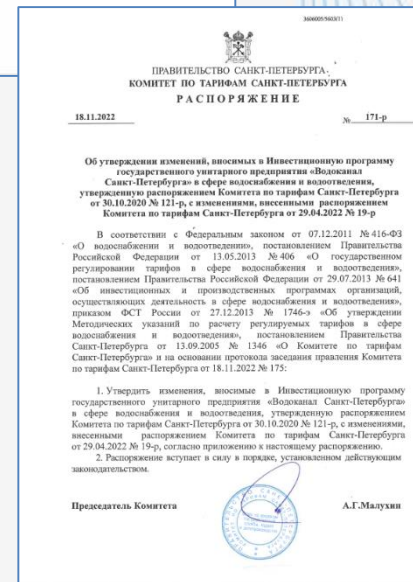 3606005/5603(1)
ПРАВИТЕЛЬСТВО САНКТ-ПЕТЕРБУРГА
КОМИТЕТ ПО ТАРИФАМ САНКТ-ПЕТЕРБУРГА
РАСПОРЯЖЕНИЕ
18.11.2022 № 171-р
Об утверждении изменений, вносимых в Инвестиционную программу
государственного унитарного предприятия «Водоканал
Санкт-Петербурга» в сфере водоснабжения и водоотведения,
утвержденную распоряжением Комитета по тарифам Санкт-Петербурга
от 30.10.2020 № 121-р, с изменениями, внесенными распоряжением
Комитета по тарифам Санкт-Петербурга от 29.04.2022 № 19-р
В соответствии с Федеральным законом от 07.12.2011 № 416-ФЗ
«О водоснабжении и водоотведении», постановлением Правительства
Российской Федерации от 13.05.2013 № 406 «О государственном
регулировании тарифов в сфере водоснабжения и водоотведения»,
постановлением Правительства Российской Федерации от 29.07.2013 № 641
«Об инвестиционных и производственных программах организаций,
осуществляющих деятельность в сфере водоснабжения и водоотведения»,
приказом ФСТ России от 27.12.2013 № 1746-э «Об утверждении
Методических указаний по расчету регулируемых тарифов в сфере
водоснабжения и водоотведения», постановлением Правительства
Санкт-Петербурга от 13.09.2005 № 1346 «О Комитете по тарифам
Санкт-Петербурга» и на основании протокола заседания правления Комитета
по тарифам Санкт-Петербурга от 18.11.2022 № 175:
1. Утвердить изменения, вносимые в Инвестиционную программу
государственного унитарного предприятия «Водоканал Санкт-Петербурга»
в сфере водоснабжения и водоотведения, утвержденную распоряжением
Комитета по тарифам Санкт-Петербурга от 30.10.2020 № 121-р, с изменениями,
внесенными распоряжением Комитета по тарифам Санкт-Петербурга
от 29.04.2022 № 19-р, согласно приложению к настоящему распоряжению.
2. Распоряжение вступает в силу в порядке, установленном действующим
законодательством.
Председатель Комитета А.Г.Малухин